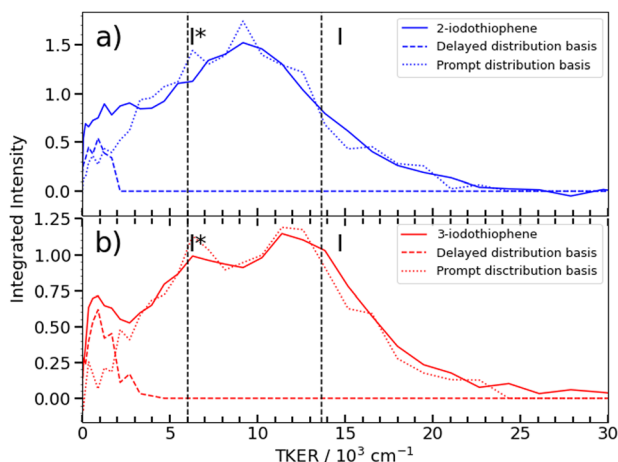 a)
I*
I
2-iodothiophene
Delayed distribution basis
Prompt distribution basis
1.5
1.0
0.5
0.0
Integrated Intensity
b)
I*
I
3-iodothiophene
Delayed distribution basis
Prompt disctribution basis
1.25
1.00
0.75
0.50
0.25
0.00
0 5 10 15 20 25 30
TKER / 10³ cm⁻¹